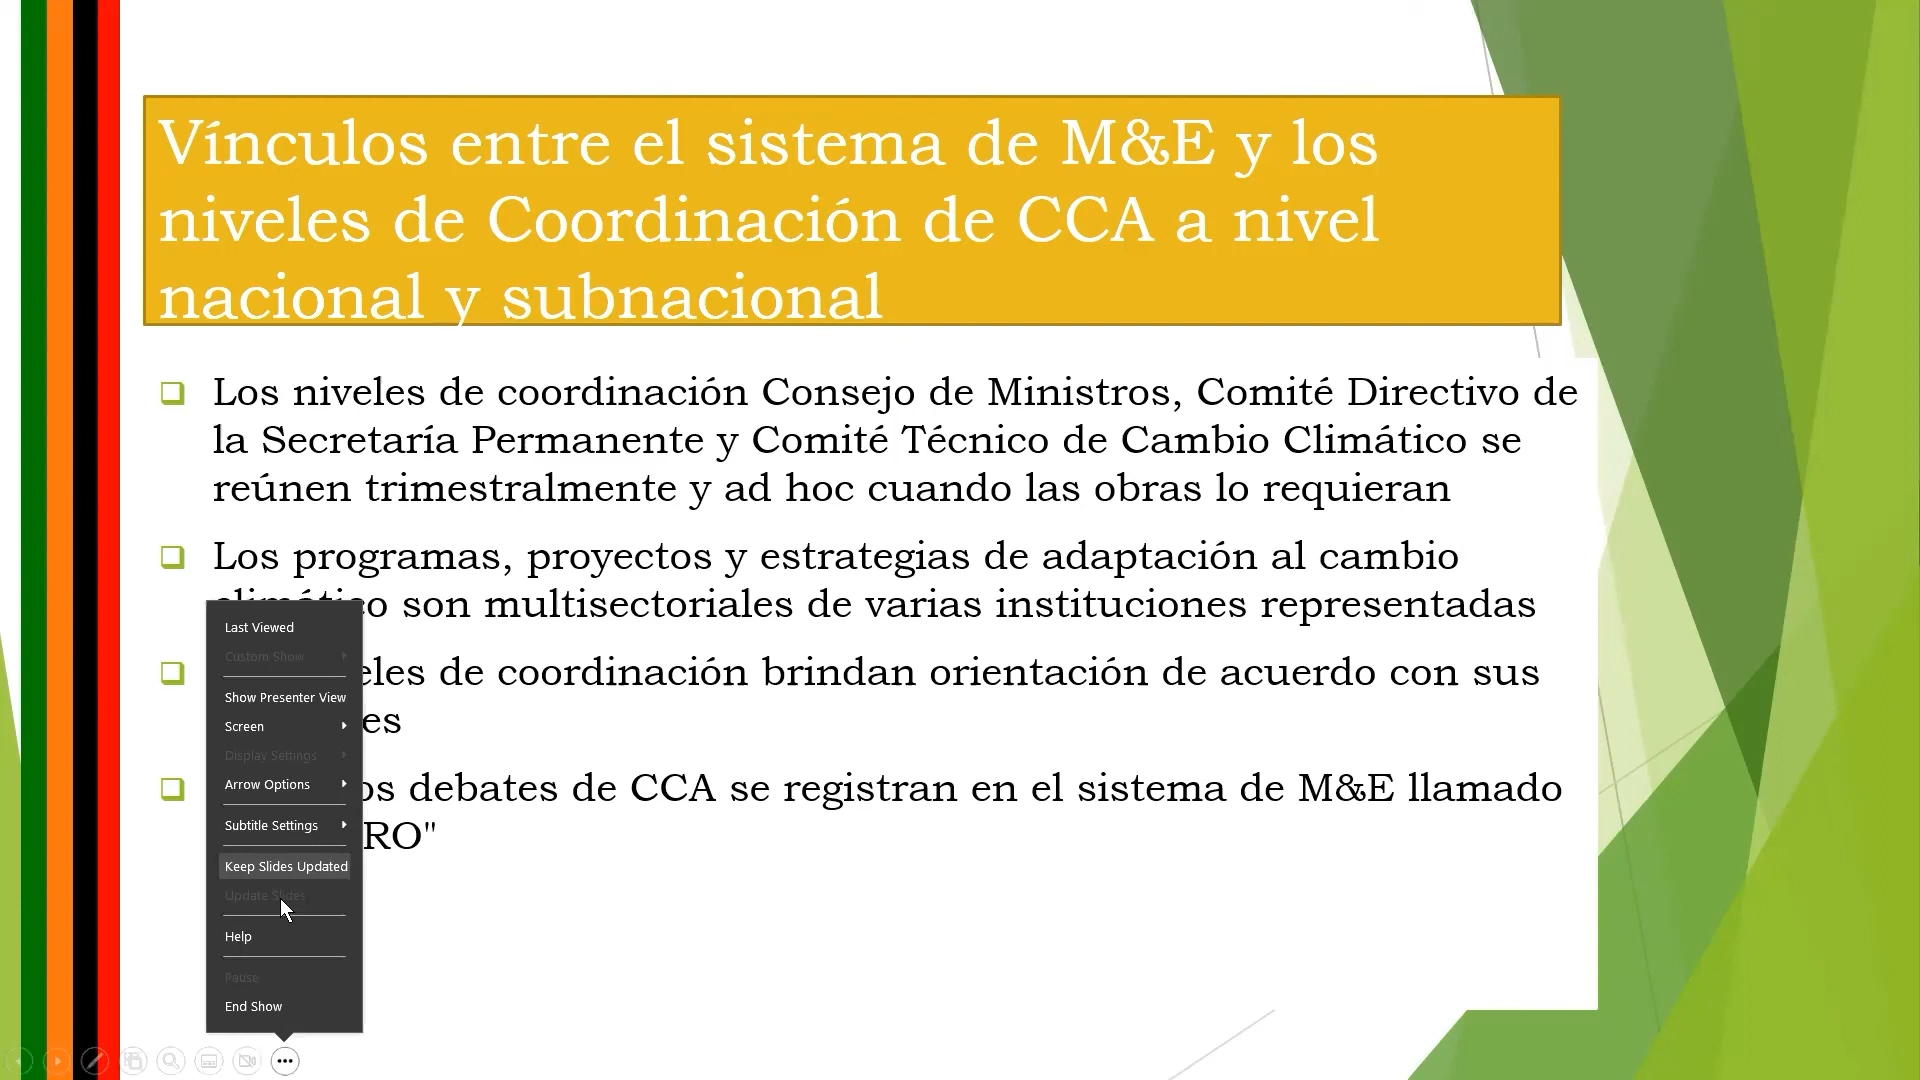 Vínculos entre el sistema de M&E y los
niveles de Coordinación de CCA a nivel
nacional y subnacional
Los niveles de coordinación Consejo de Ministros, Comité Directivo de
la Secretaría Permanente y Comité Técnico de Cambio Climático se
reúnen trimestralmente y ad hoc cuando las obras lo requieran
Los programas, proyectos y estrategias de adaptación al cambio
climático son multisectoriales de varias instituciones representadas
eles de coordinación brindan orientación de acuerdo con sus
es
os debates de CCA se registran en el sistema de M&E llamado
RO"
Last Viewed
Custom Show
Show Presenter View
Screen
Display Settings
Arrow Options
Subtitle Settings
Keep Slides Updated
Update Slides
Help
Pause
End Show